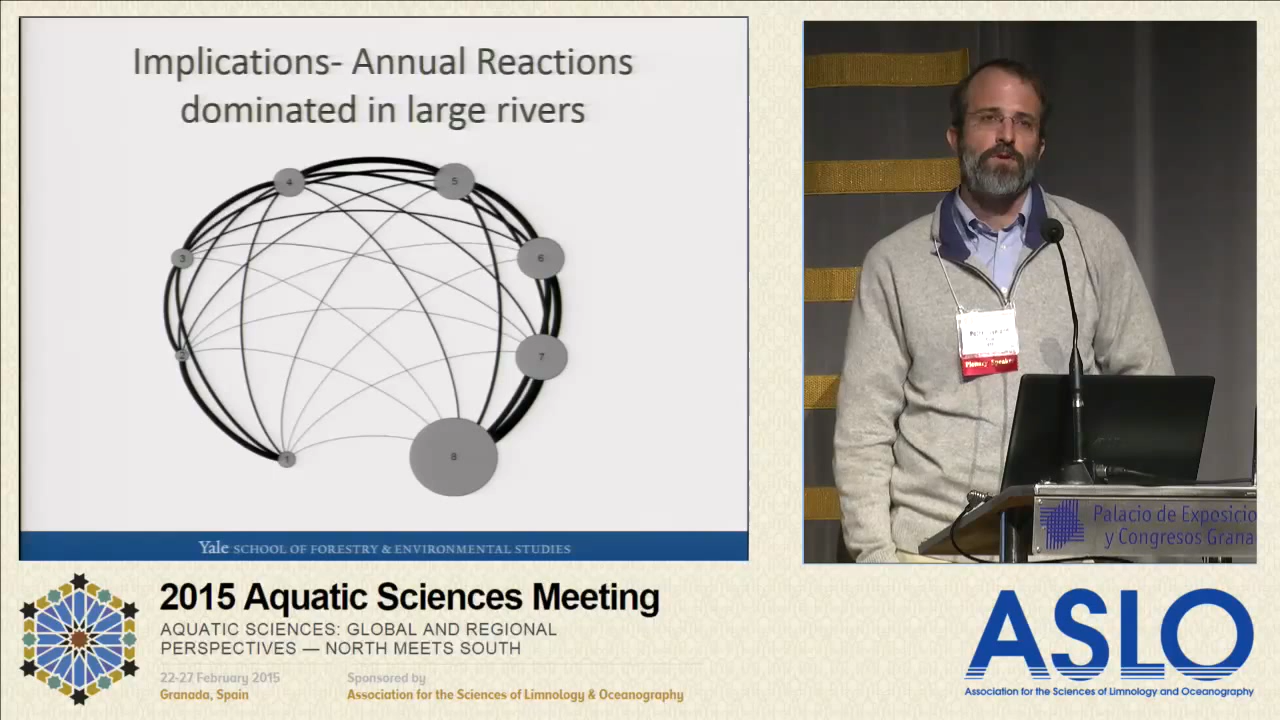 Implications- Annual Reactions
dominated in large rivers
4
5
3
6
2
7
1
8
Yale SCHOOL OF FORESTRY & ENVIRONMENTAL STUDIES
Plenary Speaker
Palacio de Exposicio
y Congresos Grana
2015 Aquatic Sciences Meeting
AQUATIC SCIENCES: GLOBAL AND REGIONAL
PERSPECTIVES — NORTH MEETS SOUTH
22-27 February 2015
Granada, Spain
Sponsored by
Association for the Sciences of Limnology & Oceanography
ASLO
Association for the Sciences of Limnology and Oceanography